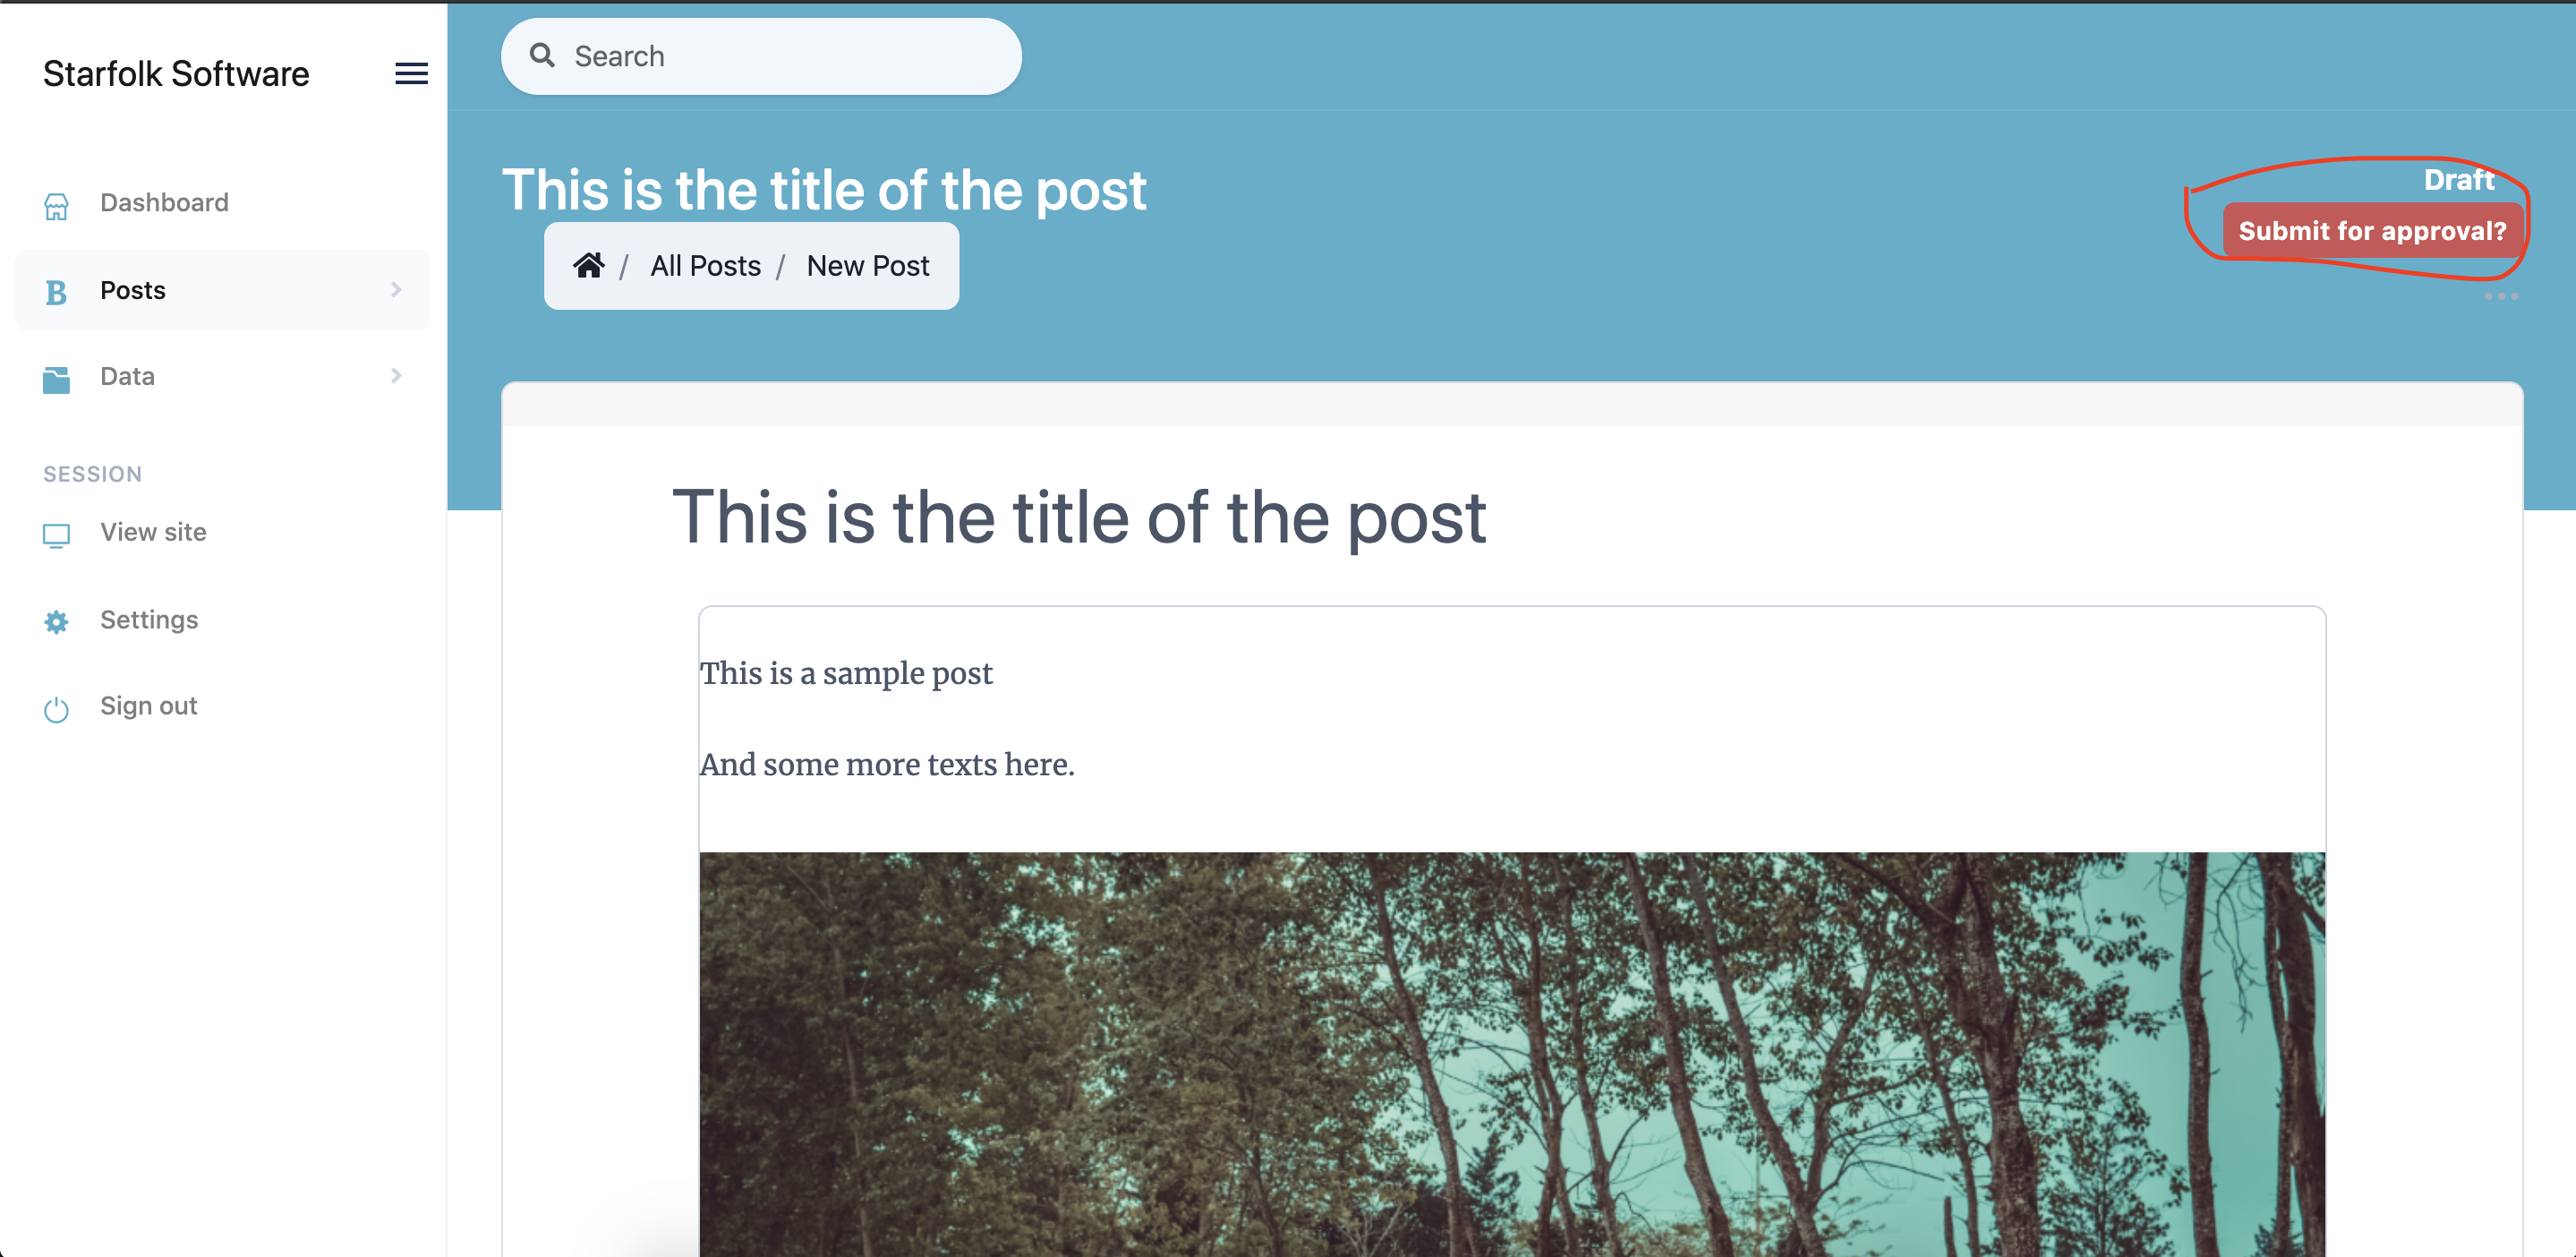 Starfolk Software
Search
Dashboard
Posts
Data
SESSION
View site
Settings
Sign out
This is the title of the post
/ All Posts / New Post
Draft
Submit for approval?
This is the title of the post
This is a sample post
And some more texts here.